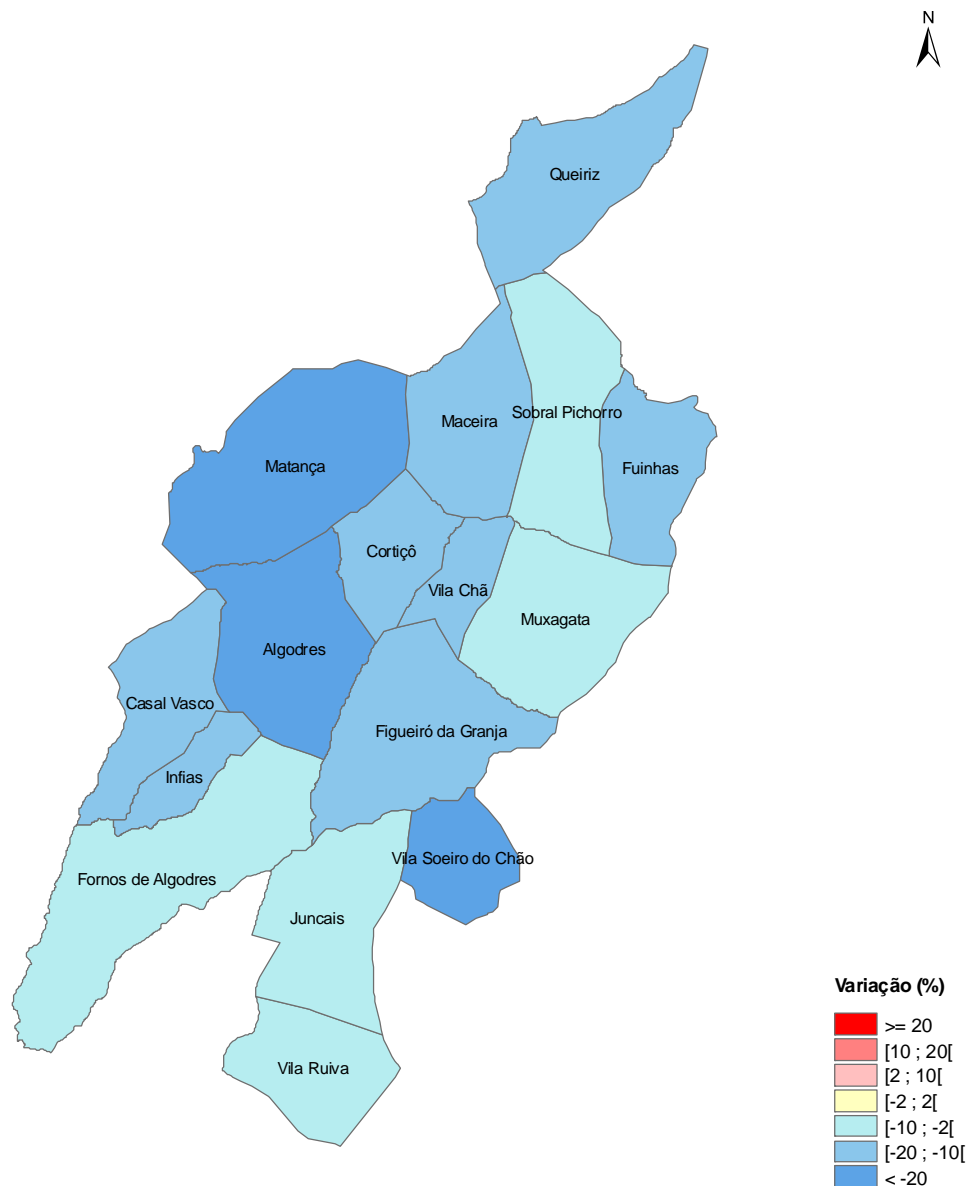 N
Queiriz
Sobral Pichorro
Maceira
Fuinhas
Matança
Cortiçô
Vila Chã
Muxagata
Algodres
Casal Vasco
Figueiró da Granja
Infias
Vila Soeiro do Chão
Fornos de Algodres
Juncais
Vila Ruiva
Variação (%)
>= 20
[10 ; 20[
[2 ; 10[
[-2 ; 2[
[-10 ; -2[
[-20 ; -10[
< -20